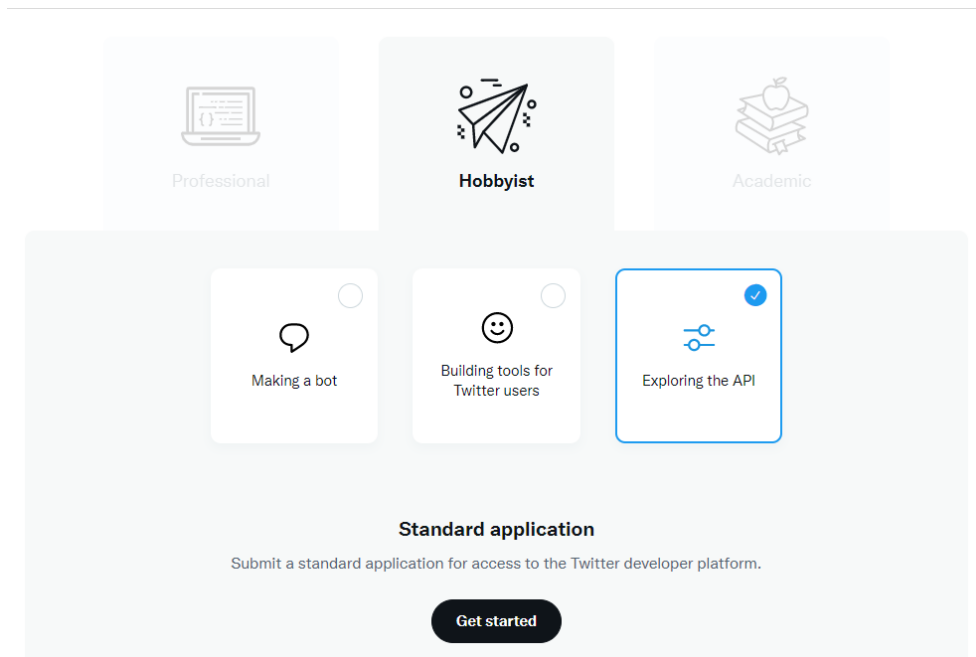 Professional
Hobbyist
Academic
Making a bot
Building tools for
Twitter users
Exploring the API
Standard application
Submit a standard application for access to the Twitter developer platform.
Get started